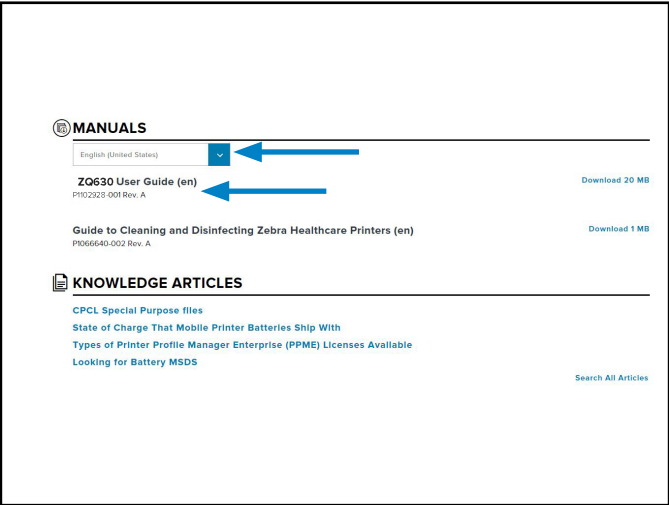 MANUALS
English (United States)
ZQ630 User Guide (en)
Download 20 MB
P1102928-001 Rev. A
Guide to Cleaning and Disinfecting Zebra Healthcare Printers (en)
Download 1 MB
P1066640-002 Rev. A
KNOWLEDGE ARTICLES
CPCL Special Purpose files
State of Charge That Mobile Printer Batteries Ship With
Types of Printer Profile Manager Enterprise (PPME) Licenses Available
Looking for Battery MSDS
Search All Articles